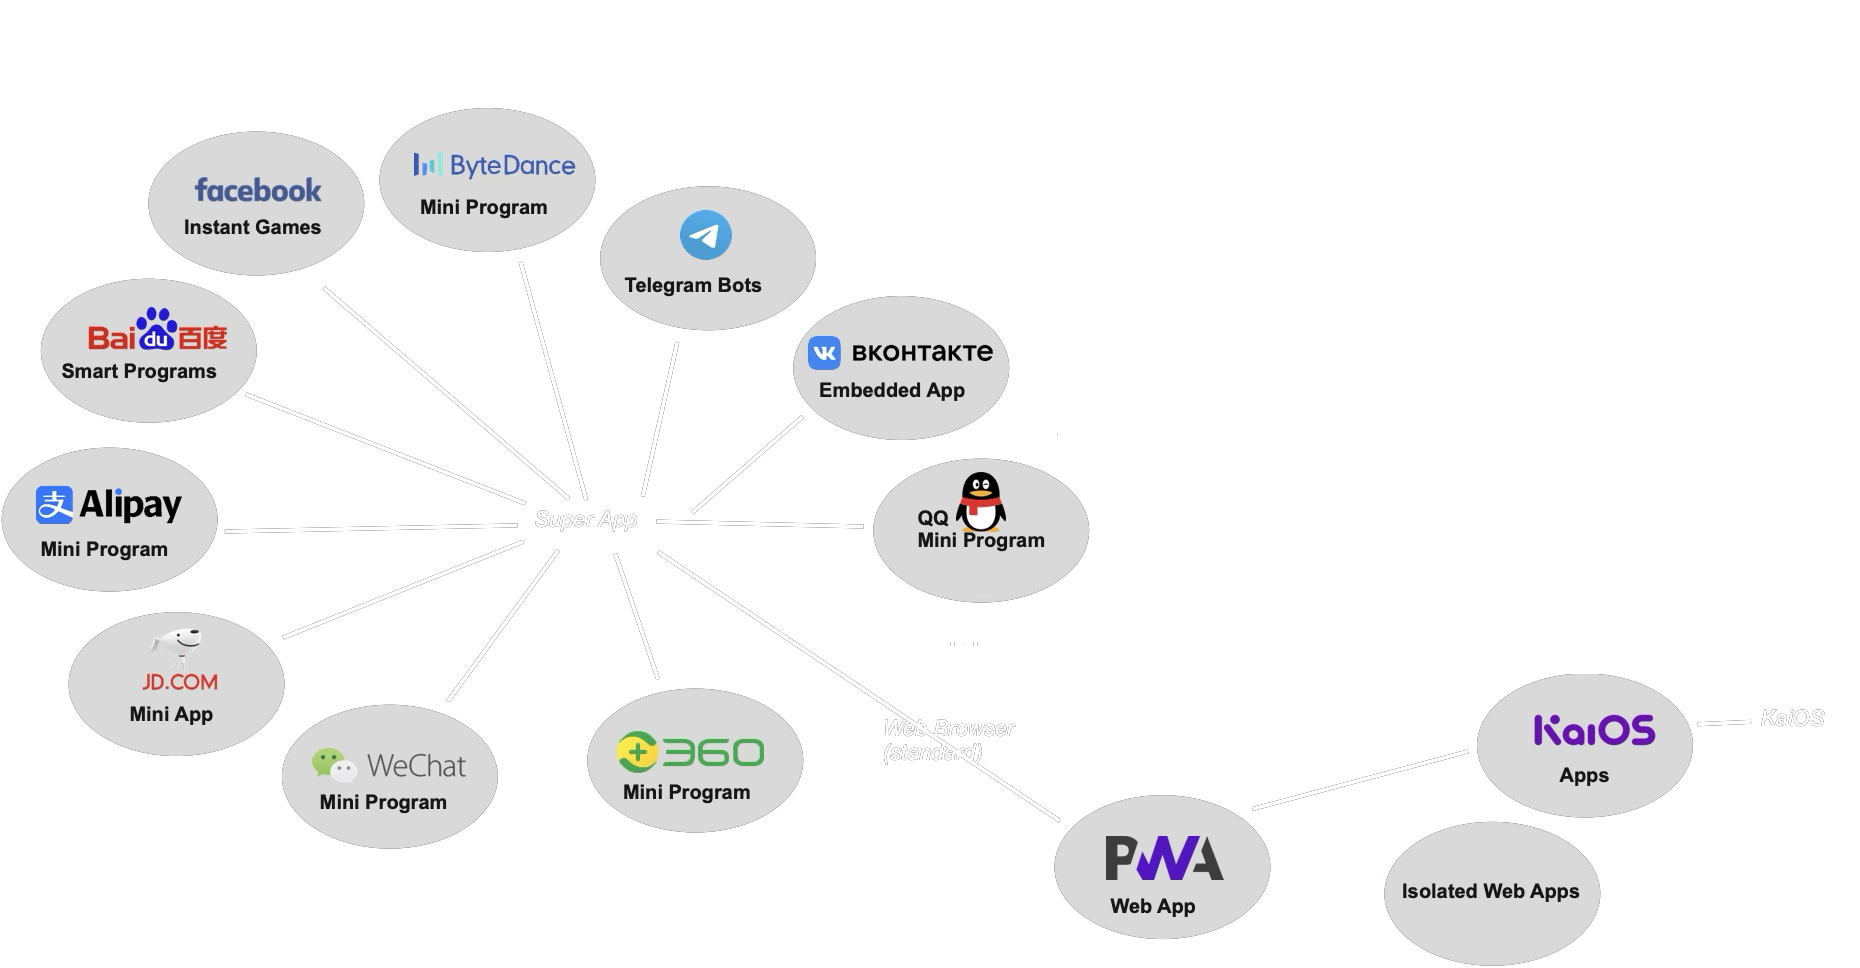 ByteDance
Mini Program
facebook
Instant Games
Telegram Bots
Bai du 百度
Smart Programs
VK ВКОНТАКТЕ
Embedded App
支 Alipay
Mini Program
Super App
QQ
Mini Program
JD.COM
Mini App
WeChat
Mini Program
360
Mini Program
Web Browser
(standard)
KaiOS
Apps
KaiOS
PWA
Web App
Isolated Web Apps